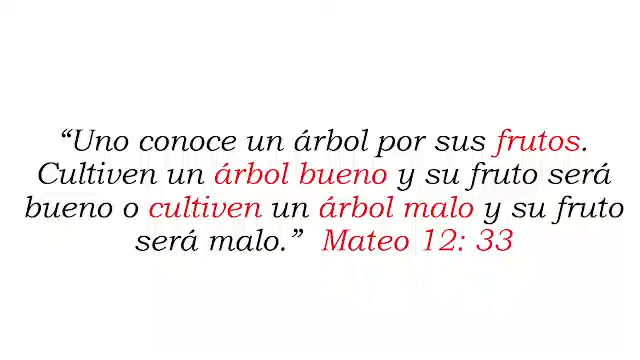 “Uno conoce un árbol por sus frutos.
Cultiven un árbol bueno y su fruto será
bueno o cultiven un árbol malo y su fruto
será malo.” Mateo 12: 33